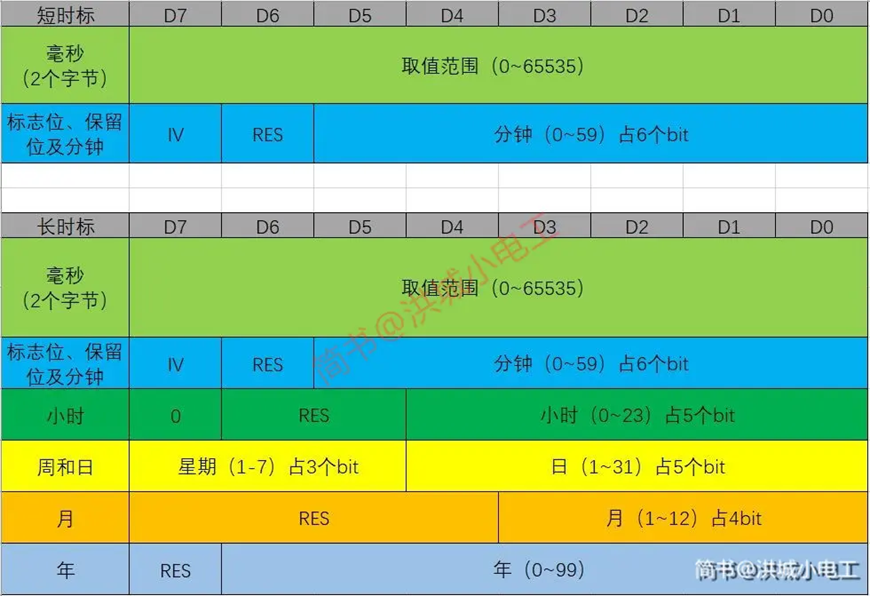 短时标 D7 D6 D5 D4 D3 D2 D1 D0
毫秒
（2个字节）
取值范围（0~65535）
标志位、保留
位及分钟
IV RES 分钟（0~59）占6个bit
长时标 D7 D6 D5 D4 D3 D2 D1 D0
毫秒
（2个字节）
取值范围（0~65535）
标志位、保留
位及分钟
IV RES 分钟（0~59）占6个bit
小时 0 RES 小时（0~23）占5个bit
周和日 星期（1-7）占3个bit 日（1~31）占5个bit
月 RES 月（1~12）占4bit
年 RES 年（0~99）
简书@洪城小电工
简书@洪城小电工